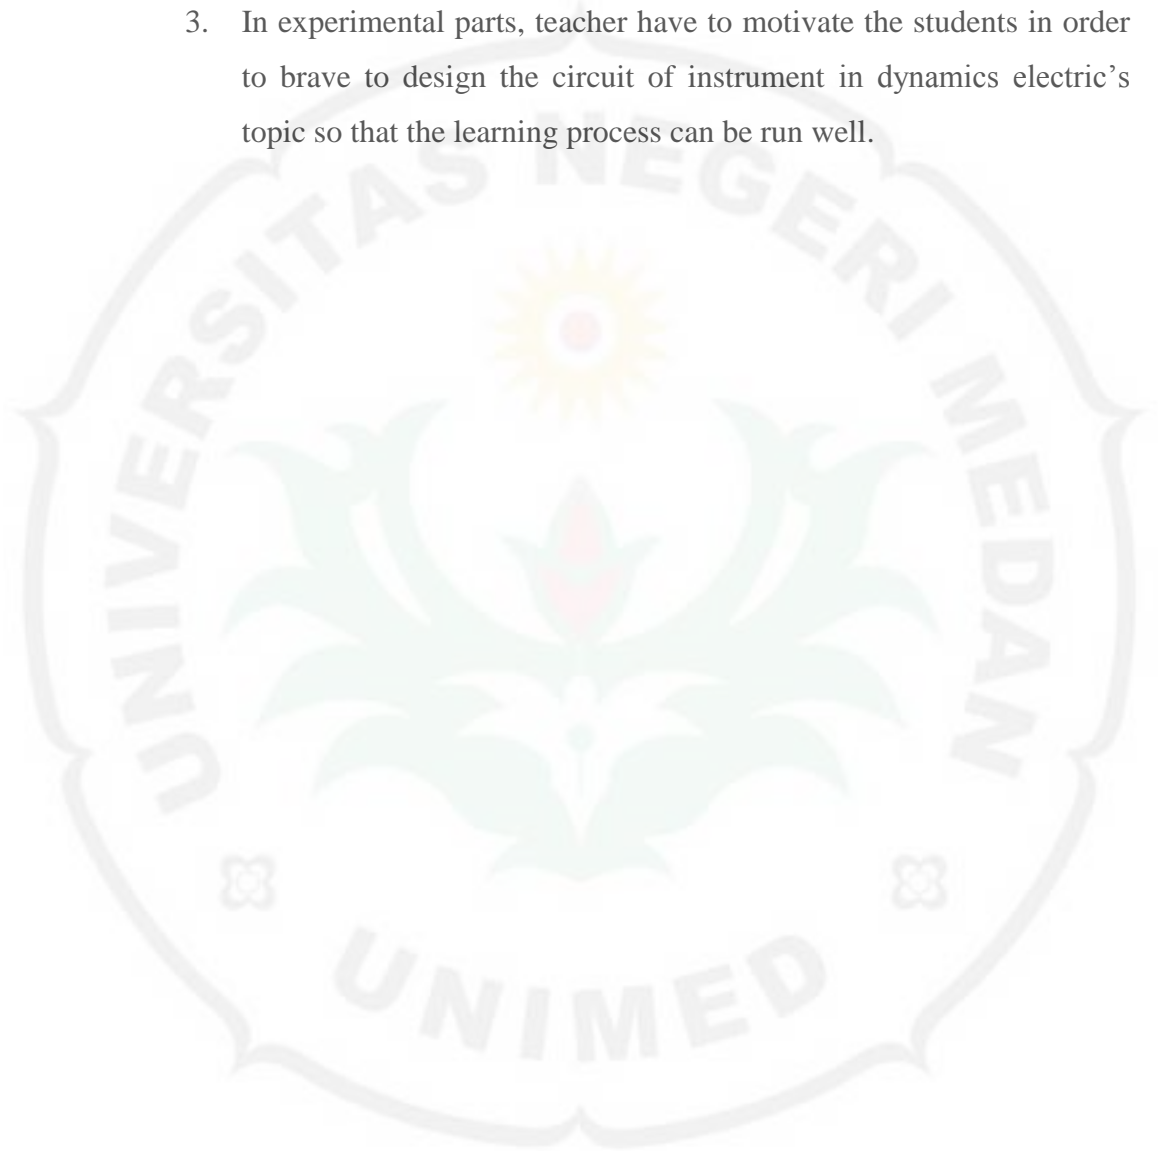 3. In experimental parts, teacher have to motivate the students in order
to brave to design the circuit of instrument in dynamics electric’s
topic so that the learning process can be run well.
UNIVERSITAS NEGERI MEDAN
UNIMED